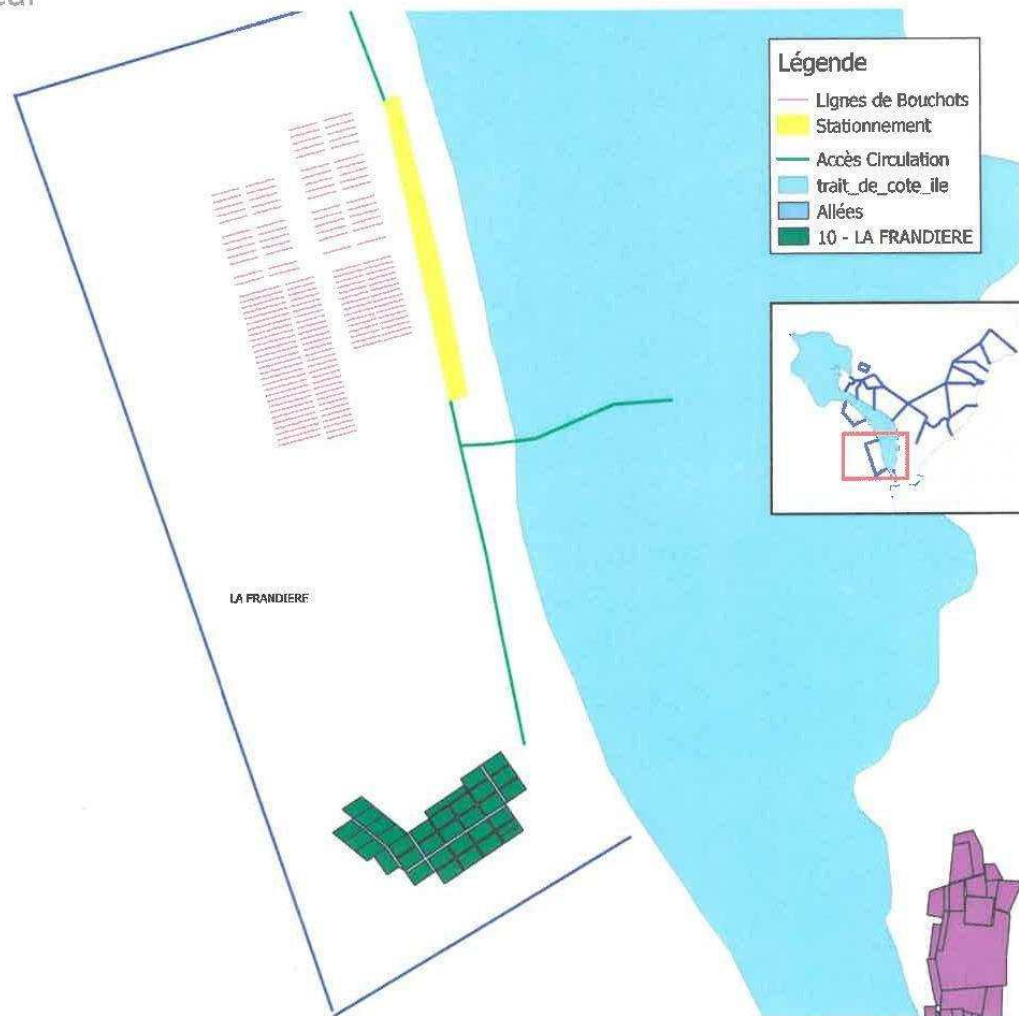 Légende
Lignes de Bouchots
Stationnement
Accès Circulation
trait_de_cote_ile
Allées
10 - LA FRANDIERE
LA FRANDIERE